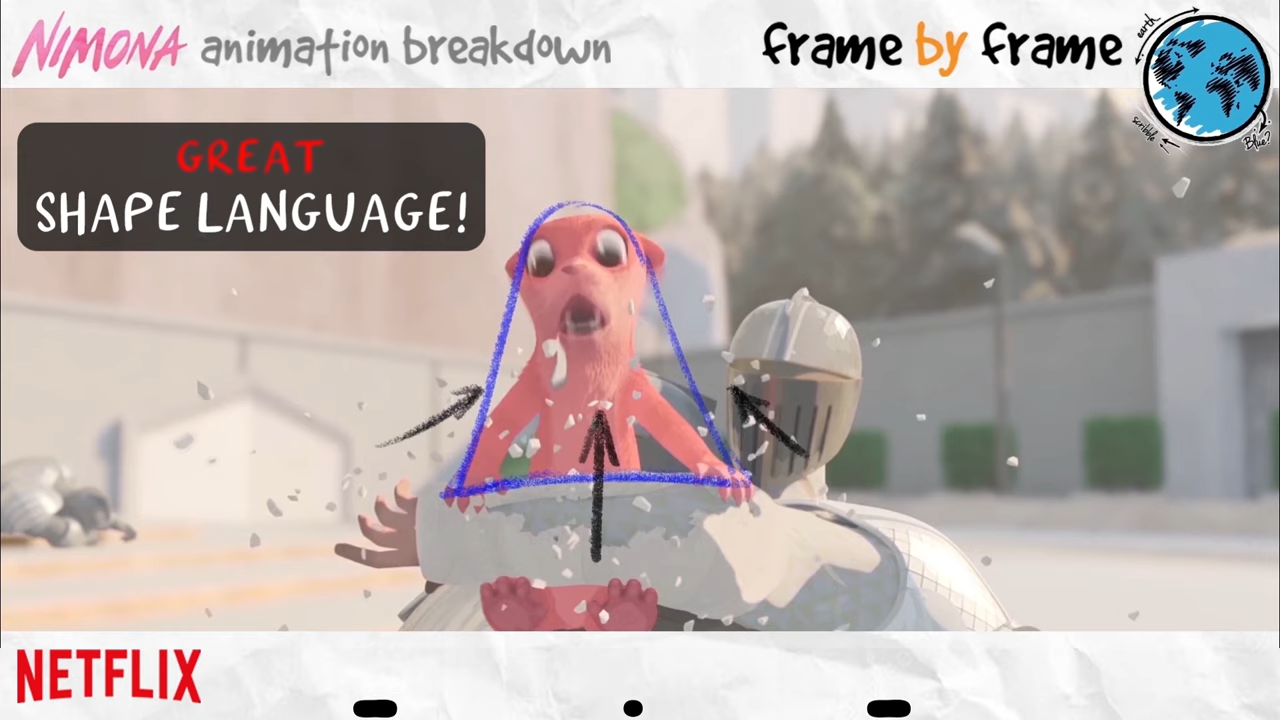 NIMONA animation breakdown
frame by frame
earth
scribble
Blue?
GREAT
SHAPE LANGUAGE!
NETFLIX